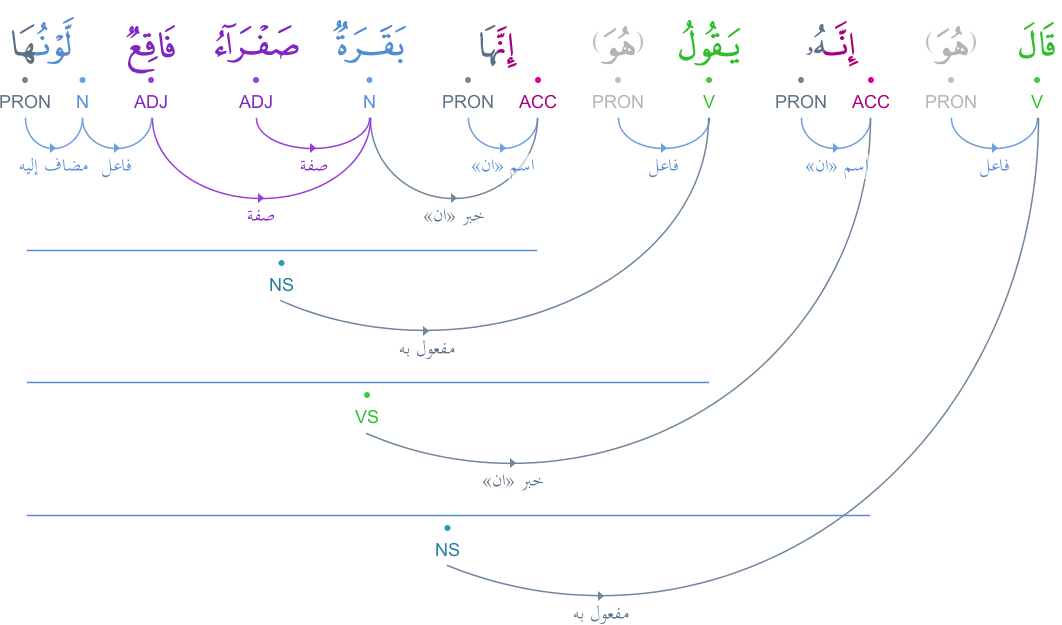 قَالَ (هُوَ) إِنَّهُۥ يَقُولُ (هُوَ) إِنَّهَا بَقَرَةٌ صَفْرَآءُ فَاقِعٌ لَّوْنُهَا
V PRON ACC PRON V PRON ACC PRON N ADJ ADJ N PRON
فاعل اسم «ان» فاعل اسم «ان» صفة فاعل مضاف إليه
خبر «ان» صفة
NS
مفعول به
VS
خبر «ان»
NS
مفعول به